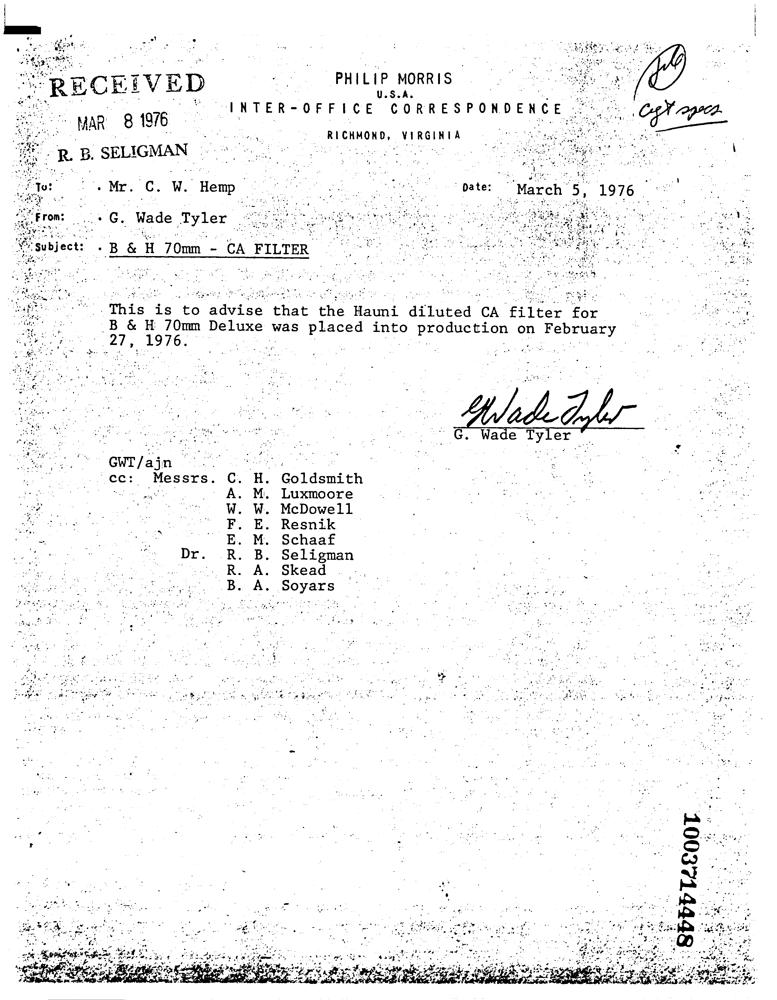 RECEIVED
MAR 8 1976
R. B. SELIGMAN
PHILIP MORRIS
U.S.A.
INTER-OFFICE CORRESPONDENCE
RICHMOND, VIRGINIA
file
Cigt specs
To: . Mr. C. W. Hemp Date: March 5, 1976
From: . G. Wade Tyler
Subject: . B & H 70mm - CA FILTER
This is to advise that the Hauni diluted CA filter for
B & H 70mm Deluxe was placed into production on February
27, 1976.
G Wade Tyler
G. Wade Tyler
GWT/ajn
cc: Messrs. C. H. Goldsmith
A. M. Luxmoore
W. W. McDowell
F. E. Resnik
E. M. Schaaf
Dr. R. B. Seligman
R. A. Skead
B. A. Soyars
1003714448